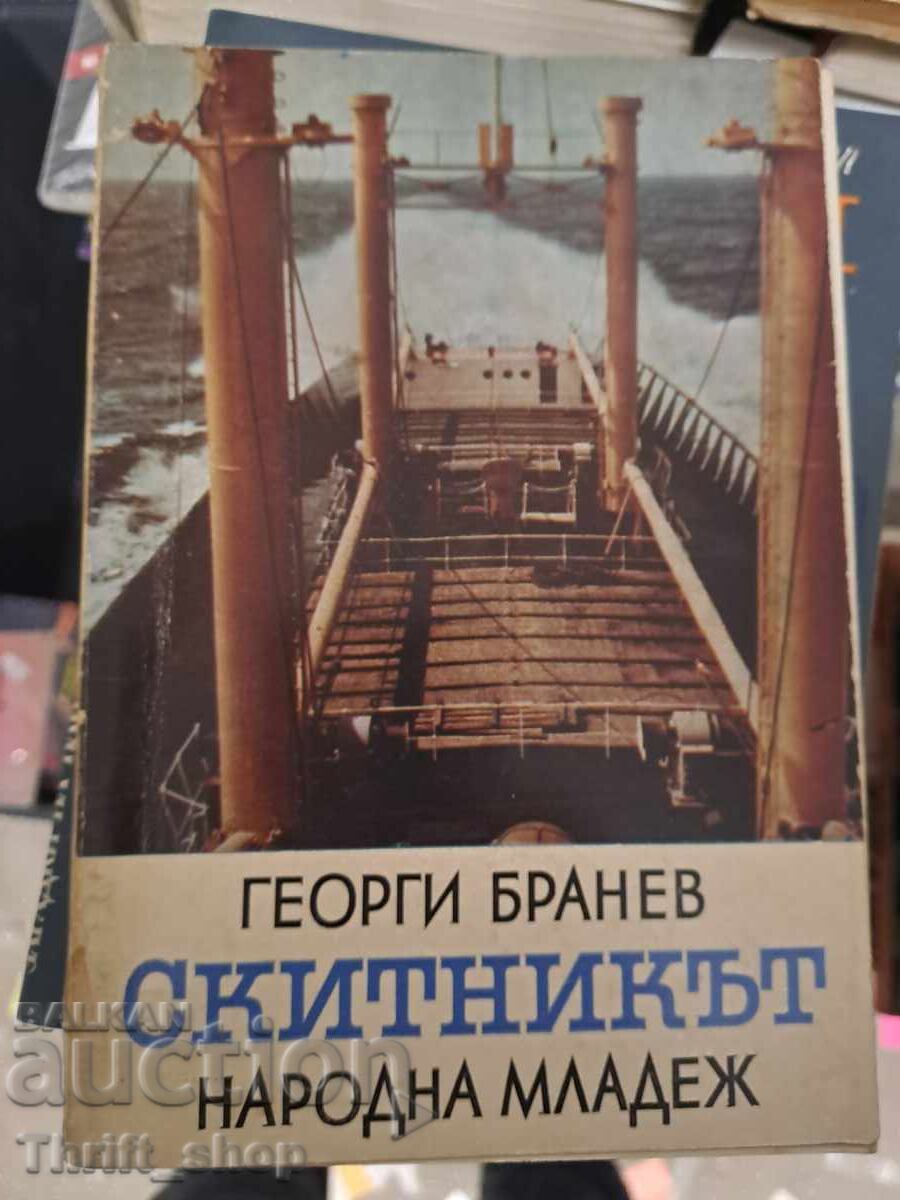 ГЕОРГИ БРАНЕВ
СКИТНИКЪТ
НАРОДНА МЛАДЕЖ
BALKAN
auction
Thrift_shop